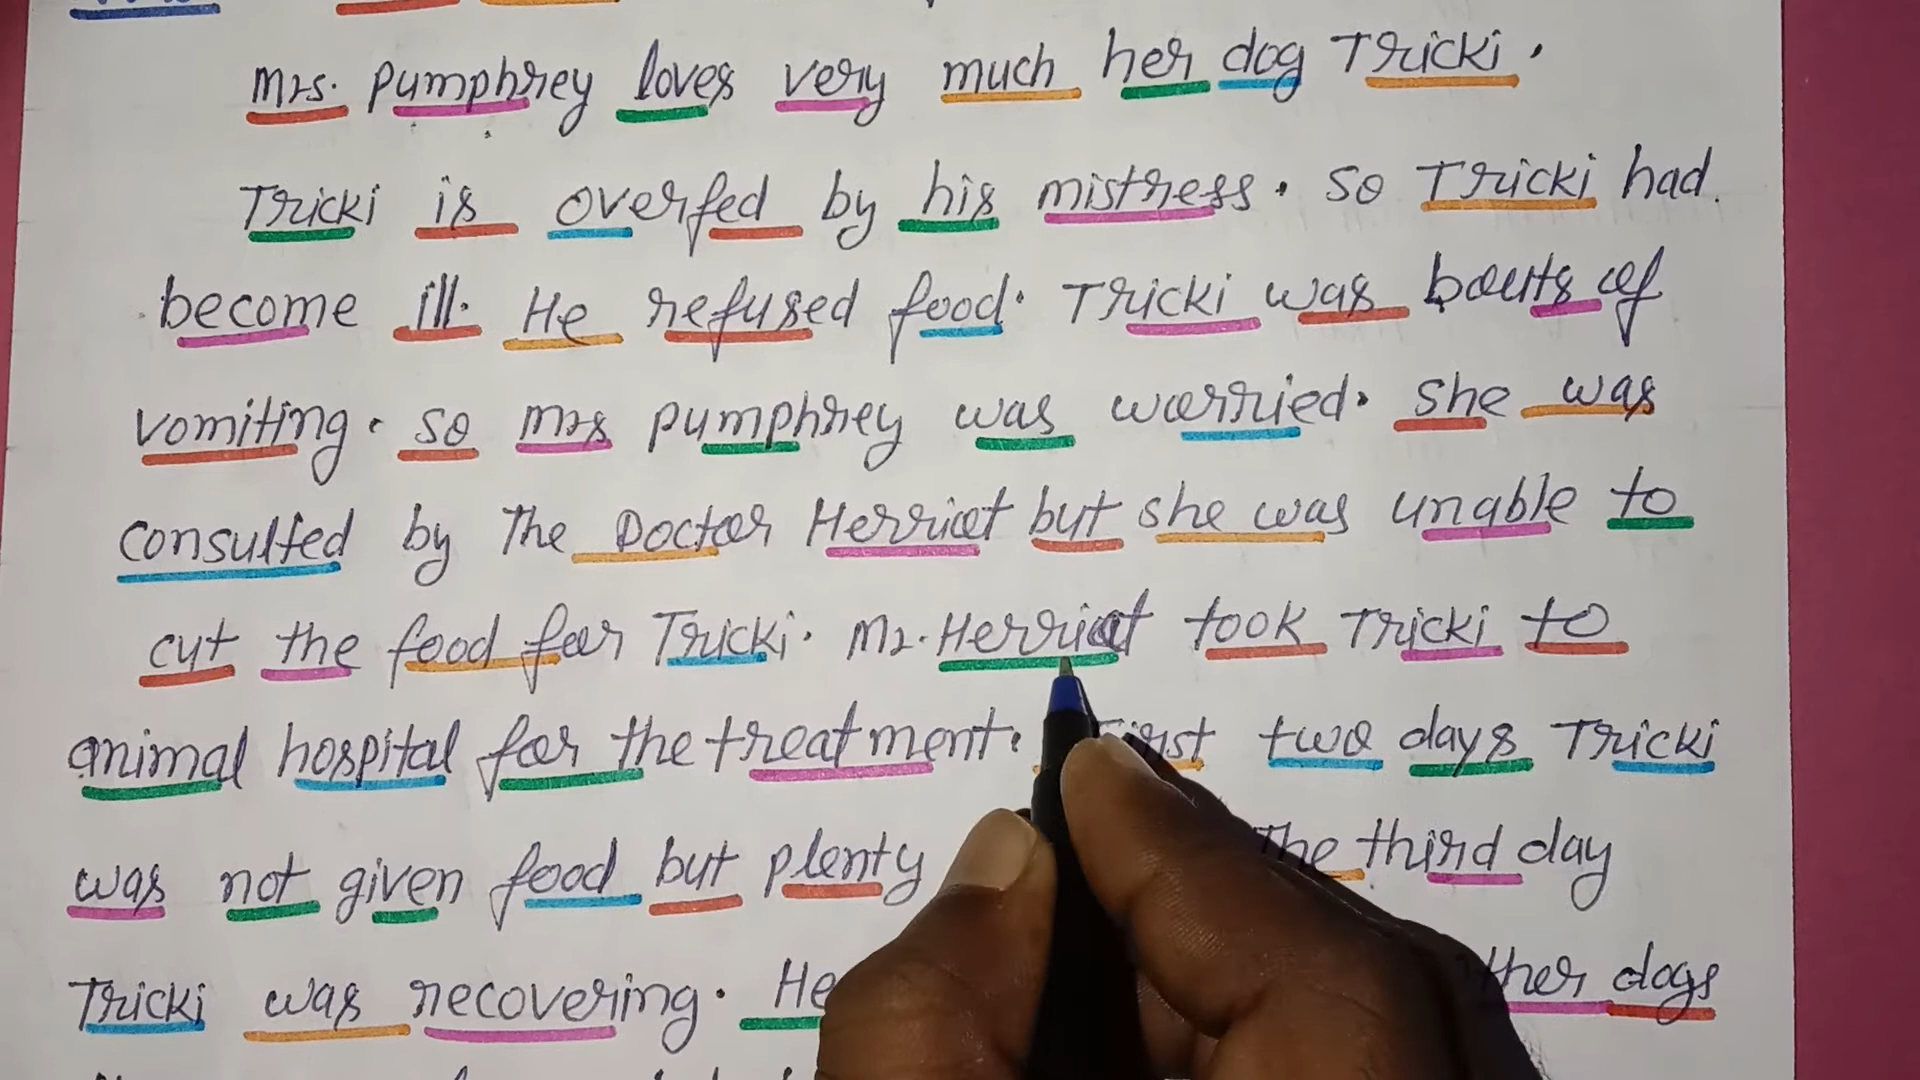 Mrs. Pumphrey loves very much her dog Tricki.
Tricki is overfed by his mistress. So Tricki had
become ill. He refused food. Tricki was bouts of
vomiting. So Mrs Pumphrey was worried. She was
consulted by The Doctor Herriot but she was unable to
cut the food for Tricki. Mr. Herriot took Tricki to
animal hospital for the treatment. First two days Tricki
was not given food but plenty The third day
Tricki was recovering. He dogs